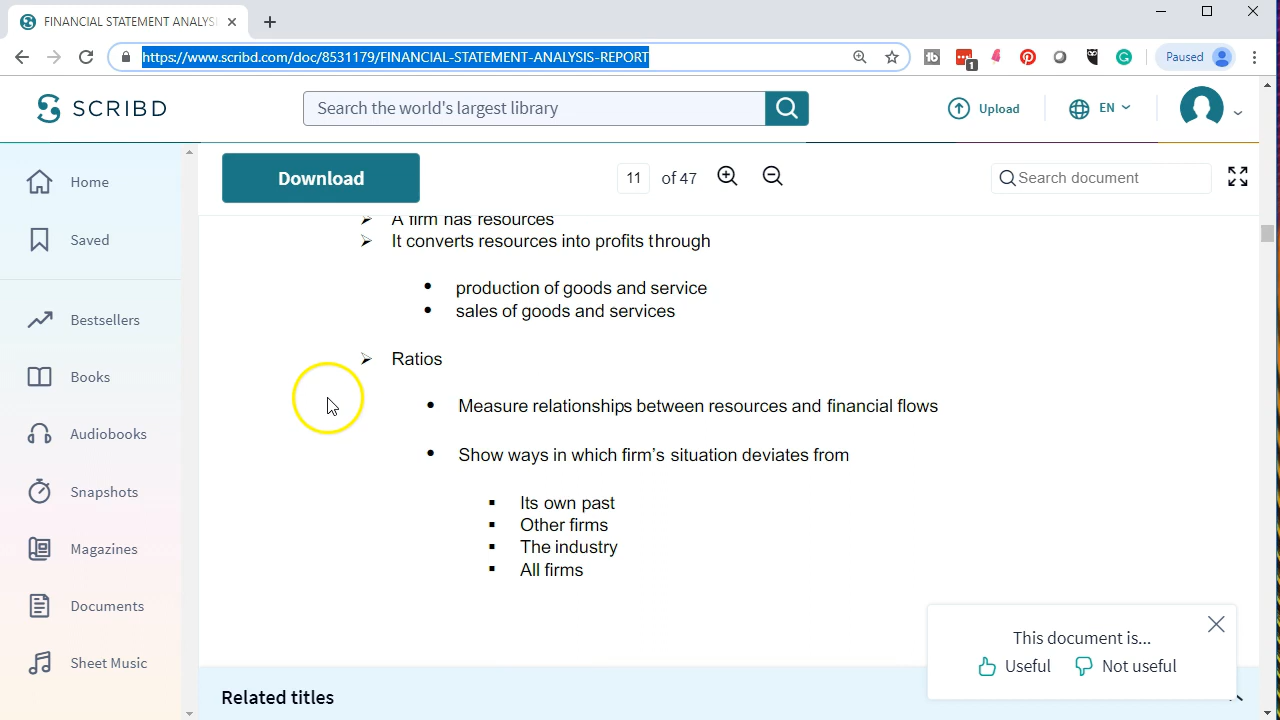 FINANCIAL STATEMENT ANALYS
https://www.scribd.com/doc/8531179/FINANCIAL-STATEMENT-ANALYSIS-REPORT
tb
1
Paused
SCRIBD
Search the world's largest library
Upload
EN
Home
Saved
Bestsellers
Books
Audiobooks
Snapshots
Magazines
Documents
Sheet Music
Download
11 of 47
Search document
A firm has resources
It converts resources into profits through
production of goods and service
sales of goods and services
Ratios
Measure relationships between resources and financial flows
Show ways in which firm's situation deviates from
Its own past
Other firms
The industry
All firms
This document is...
Useful Not useful
Related titles